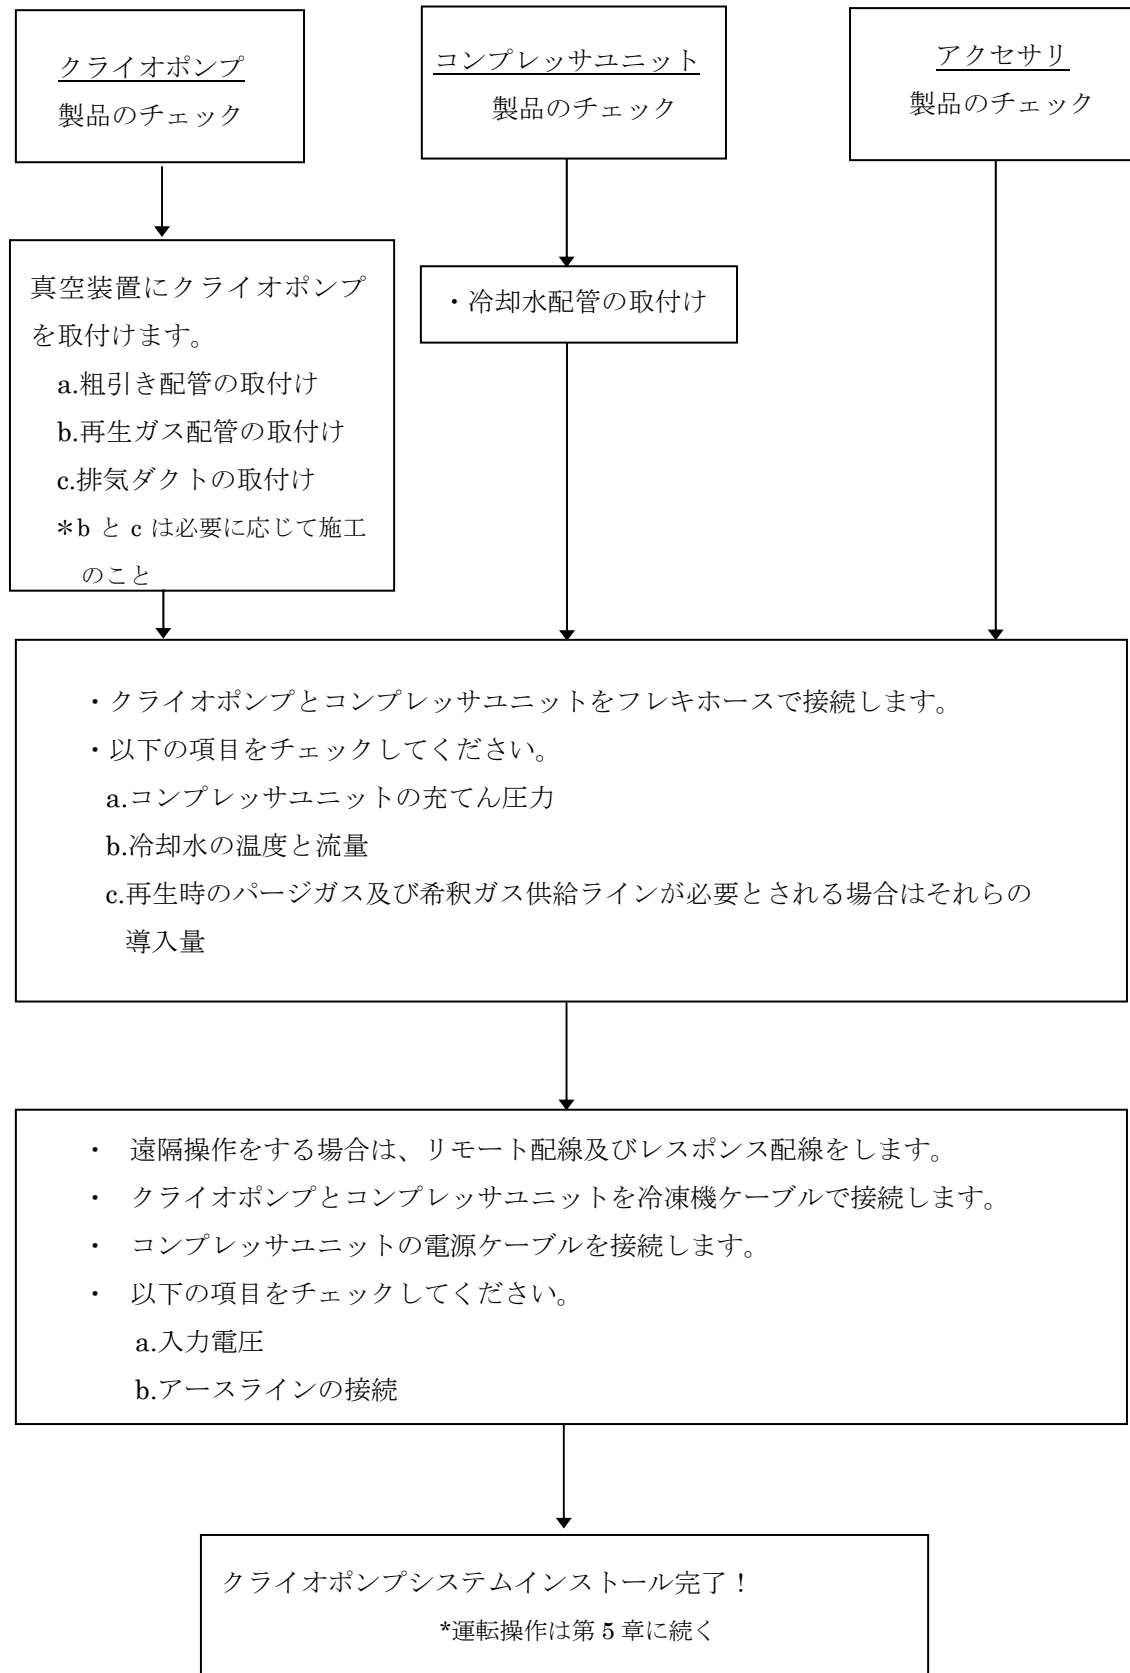 クライオポンプ
製品のチェック
コンプレッサユニット
製品のチェック
アクセサリ
製品のチェック
真空装置にクライオポンプ
を取付けます。
a.粗引き配管の取付け
b.再生ガス配管の取付け
c.排気ダクトの取付け
＊b と c は必要に応じて施工
のこと
・冷却水配管の取付け
・クライオポンプとコンプレッサユニットをフレキホースで接続します。
・以下の項目をチェックしてください。
a.コンプレッサユニットの充てん圧力
b.冷却水の温度と流量
c.再生時のパージガス及び希釈ガス供給ラインが必要とされる場合はそれらの
導入量
・ 遠隔操作をする場合は、リモート配線及びレスポンス配線をします。
・ クライオポンプとコンプレッサユニットを冷凍機ケーブルで接続します。
・ コンプレッサユニットの電源ケーブルを接続します。
・ 以下の項目をチェックしてください。
a.入力電圧
b.アースラインの接続
クライオポンプシステムインストール完了！
*運転操作は第 5 章に続く